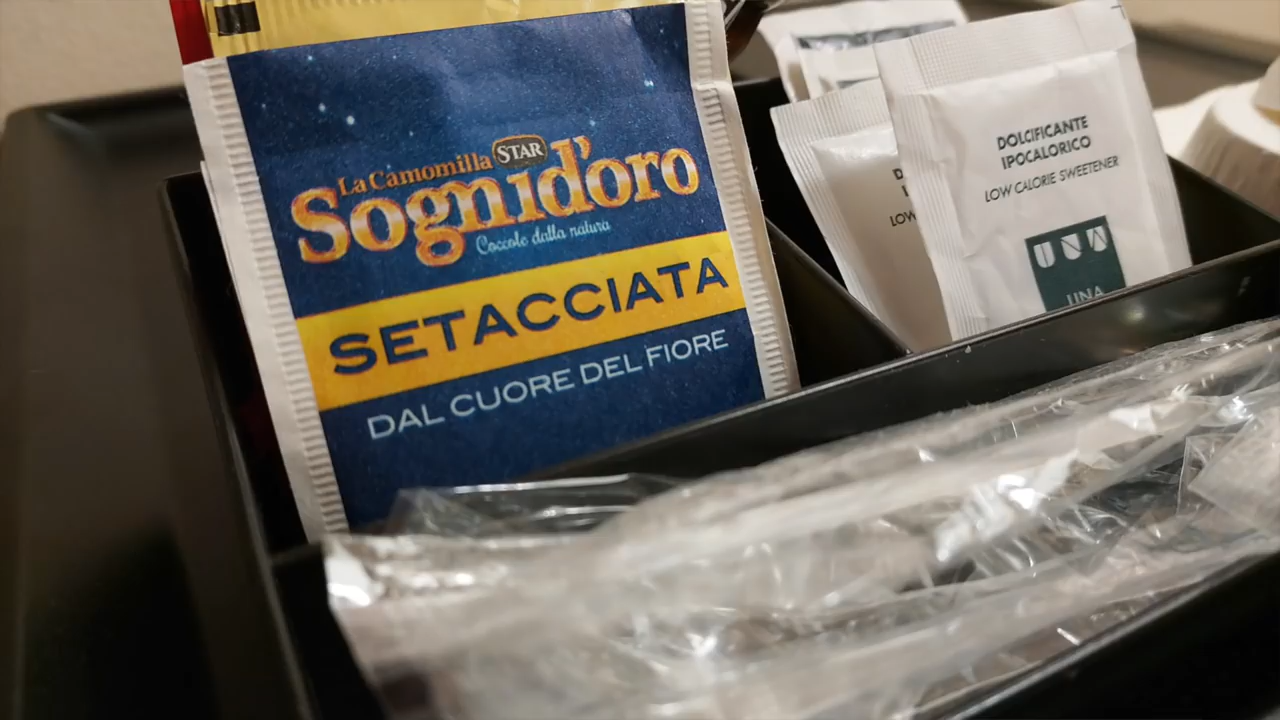 La Camomilla STAR
Sognid'oro
Coccole dalla natura
SETACCIATA
DAL CUORE DEL FIORE
DOLCIFICANTE
IPOCALORICO
LOW CALORIE SWEETENER
UNA
D
LOW